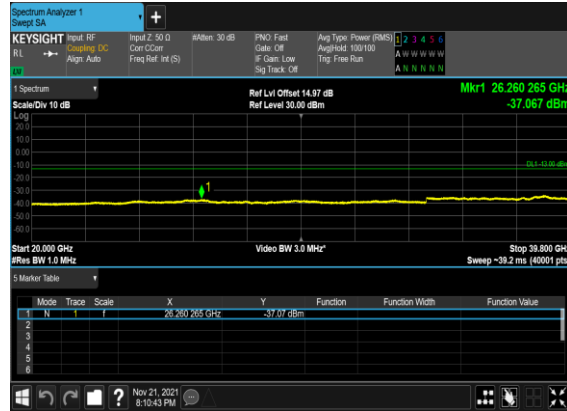 Spectrum Analyzer 1
Swept SA
+
KEYSIGHT Input: RF Input Z: 50 Ω #Atten: 30 dB PNO: Fast Avg Type: Power (RMS) 1 2 3 4 5 6
RL Coupling: DC Corr CCorr Gate: Off Avg|Hold: 100/100 A W W W W W
Align: Auto Freq Ref: Int (S) IF Gain: Low Trig: Free Run
Sig Track: Off A N N N N N
1 Spectrum Ref Lvl Offset 14.97 dB Mkr1 26.260 265 GHz
Scale/Div 10 dB Ref Level 30.00 dBm -37.067 dBm
Log
20.0
10.0
0.00
-10.0 DL1 -13.00 dBm
-20.0
-30.0 1
-40.0
-50.0
-60.0
Start 20.000 GHz Video BW 3.0 MHz* Stop 39.800 GHz
#Res BW 1.0 MHz Sweep ~39.2 ms (40001 pts
5 Marker Table
Mode Trace Scale X Y Function Function Width Function Value
1 N 1 f 26.260 265 GHz -37.07 dBm
2
3
4
5
6
? Nov 21, 2021
8:10:43 PM